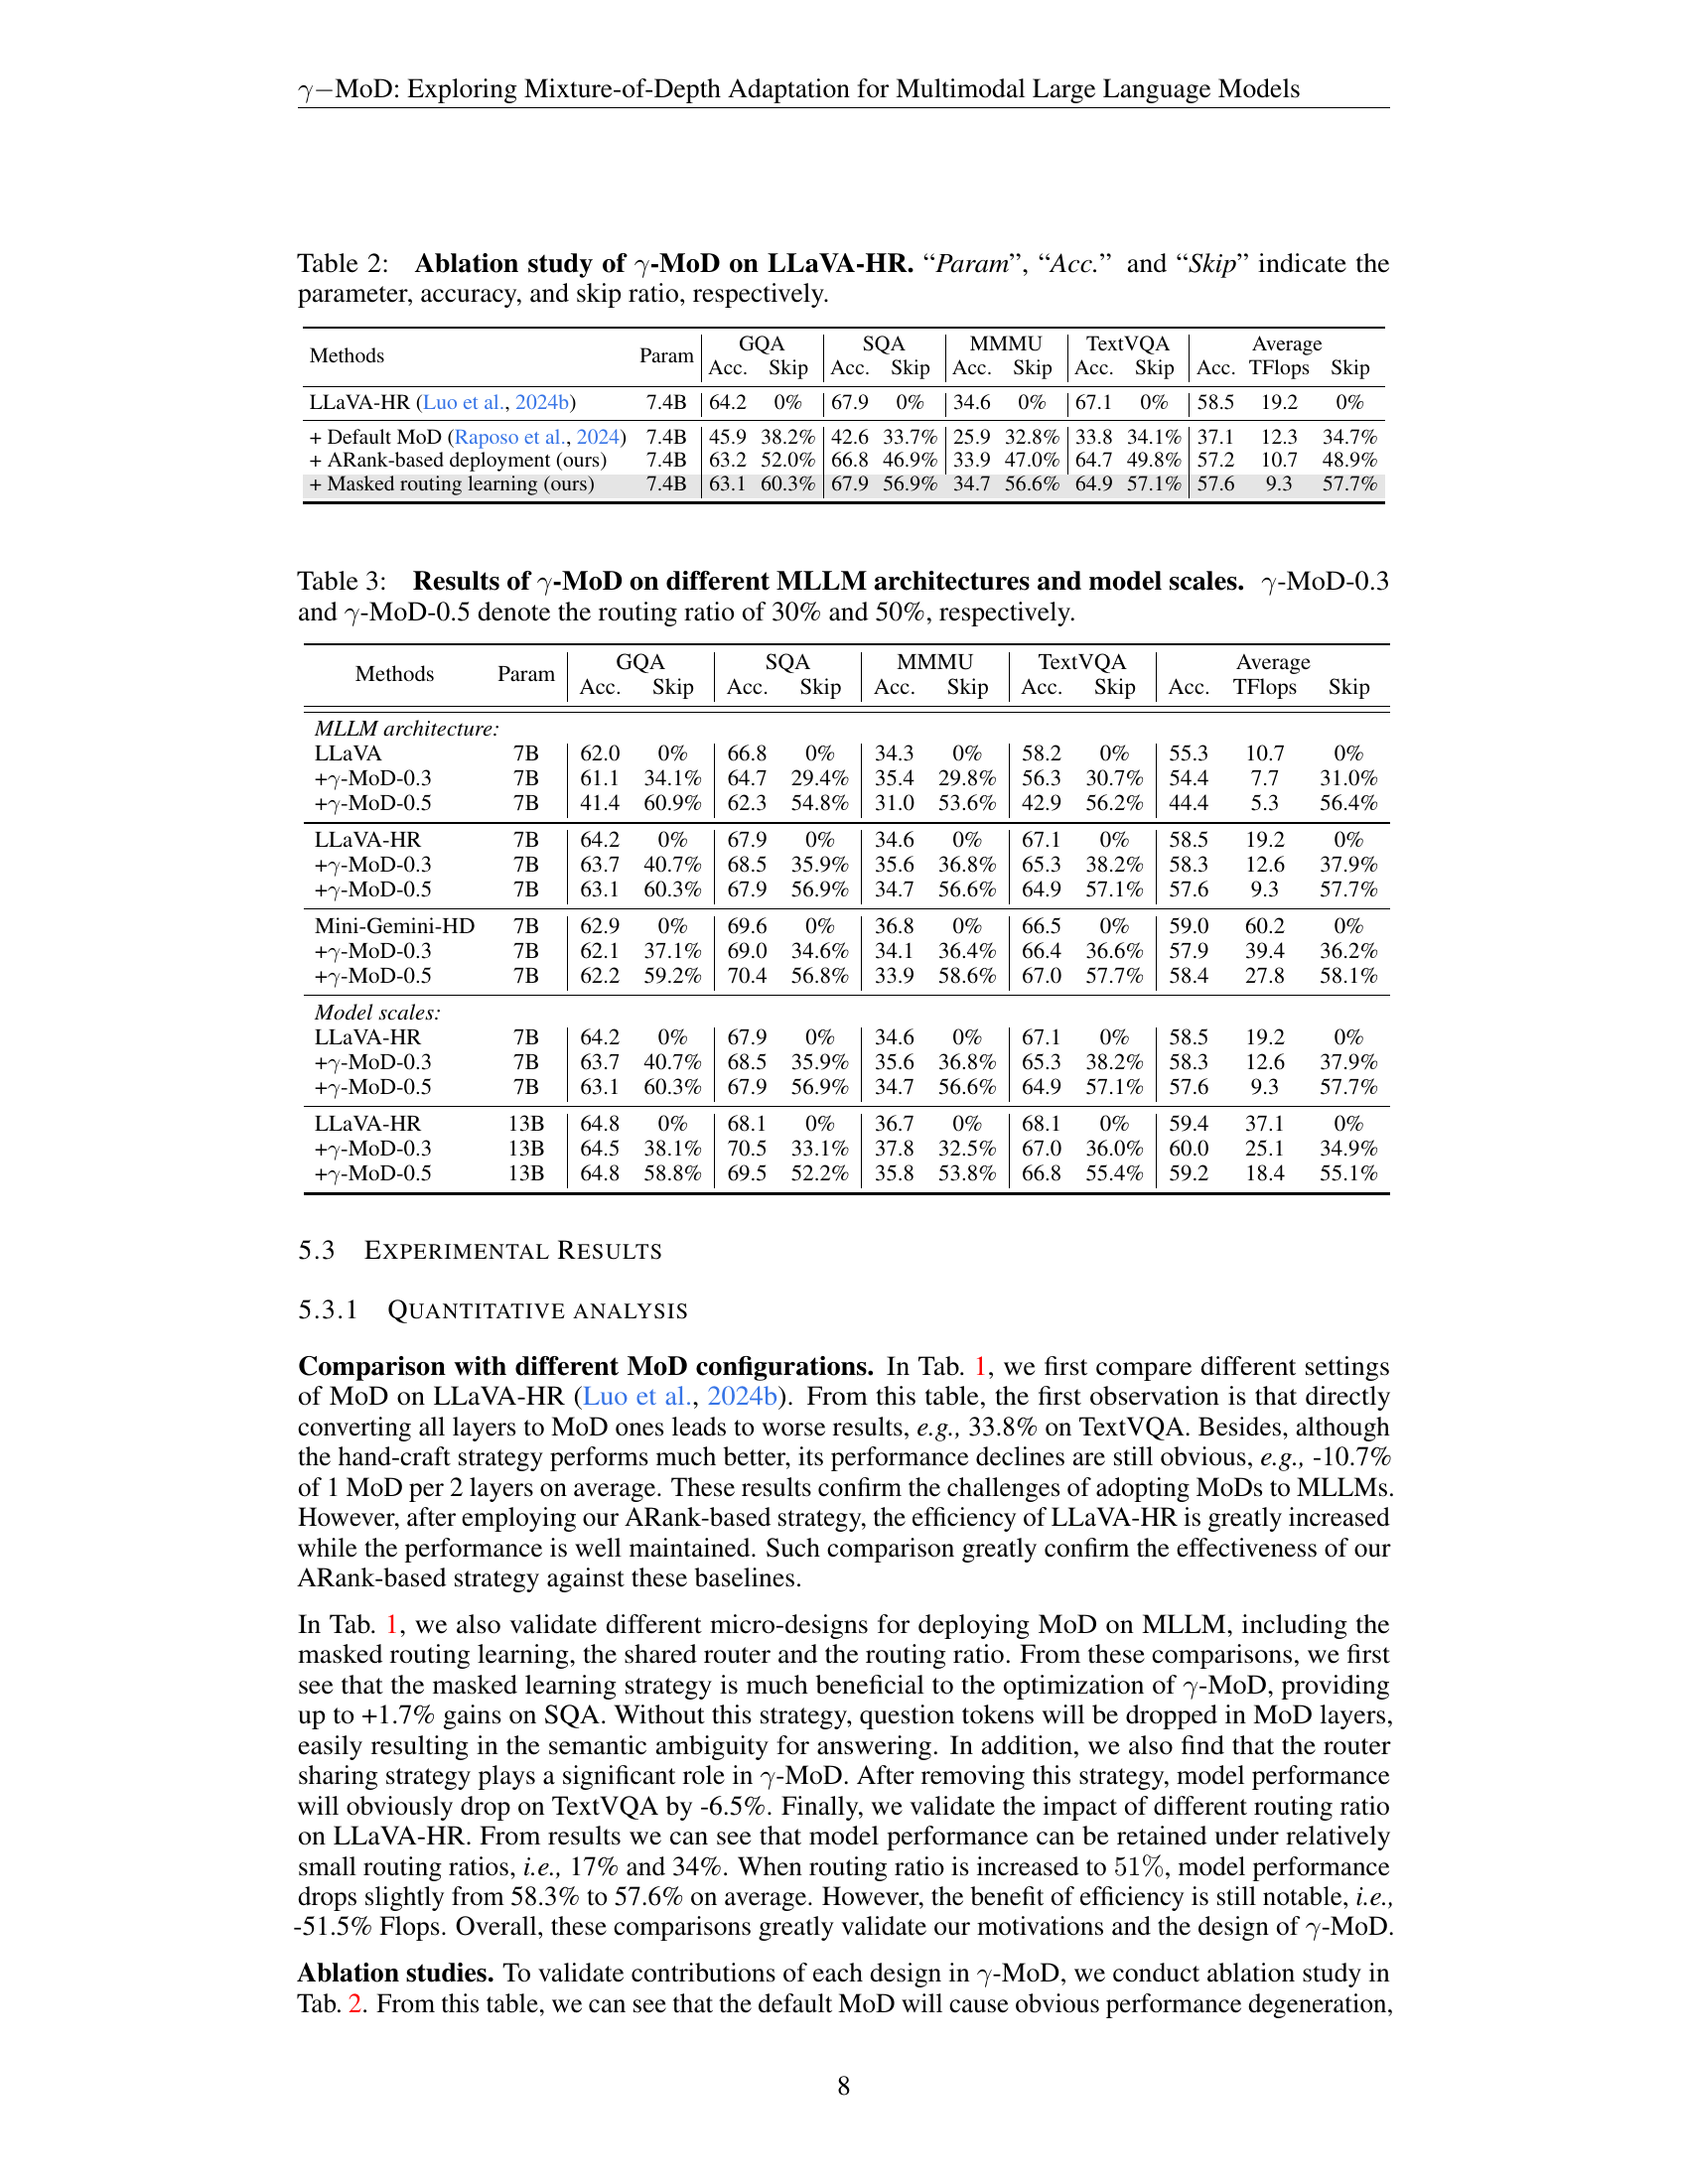 γ−MoD: Exploring Mixture-of-Depth Adaptation for Multimodal Large Language Models
Table 2: Ablation study of γ-MoD on LLaVA-HR. “Param”, “Acc.” and “Skip” indicate the
parameter, accuracy, and skip ratio, respectively.
Methods Param GQA SQA MMMU TextVQA Average
Acc. Skip Acc. Skip Acc. Skip Acc. Skip Acc. TFlops Skip
LLaVA-HR (Luo et al., 2024b) 7.4B 64.2 0% 67.9 0% 34.6 0% 67.1 0% 58.5 19.2 0%
+ Default MoD (Raposo et al., 2024) 7.4B 45.9 38.2% 42.6 33.7% 25.9 32.8% 33.8 34.1% 37.1 12.3 34.7%
+ ARank-based deployment (ours) 7.4B 63.2 52.0% 66.8 46.9% 33.9 47.0% 64.7 49.8% 57.2 10.7 48.9%
+ Masked routing learning (ours) 7.4B 63.1 60.3% 67.9 56.9% 34.7 56.6% 64.9 57.1% 57.6 9.3 57.7%
Table 3: Results of γ-MoD on different MLLM architectures and model scales. γ-MoD-0.3
and γ-MoD-0.5 denote the routing ratio of 30% and 50%, respectively.
Methods Param GQA SQA MMMU TextVQA Average
Acc. Skip Acc. Skip Acc. Skip Acc. Skip Acc. TFlops Skip
MLLM architecture:
LLaVA 7B 62.0 0% 66.8 0% 34.3 0% 58.2 0% 55.3 10.7 0%
+γ-MoD-0.3 7B 61.1 34.1% 64.7 29.4% 35.4 29.8% 56.3 30.7% 54.4 7.7 31.0%
+γ-MoD-0.5 7B 41.4 60.9% 62.3 54.8% 31.0 53.6% 42.9 56.2% 44.4 5.3 56.4%
LLaVA-HR 7B 64.2 0% 67.9 0% 34.6 0% 67.1 0% 58.5 19.2 0%
+γ-MoD-0.3 7B 63.7 40.7% 68.5 35.9% 35.6 36.8% 65.3 38.2% 58.3 12.6 37.9%
+γ-MoD-0.5 7B 63.1 60.3% 67.9 56.9% 34.7 56.6% 64.9 57.1% 57.6 9.3 57.7%
Mini-Gemini-HD 7B 62.9 0% 69.6 0% 36.8 0% 66.5 0% 59.0 60.2 0%
+γ-MoD-0.3 7B 62.1 37.1% 69.0 34.6% 34.1 36.4% 66.4 36.6% 57.9 39.4 36.2%
+γ-MoD-0.5 7B 62.2 59.2% 70.4 56.8% 33.9 58.6% 67.0 57.7% 58.4 27.8 58.1%
Model scales:
LLaVA-HR 7B 64.2 0% 67.9 0% 34.6 0% 67.1 0% 58.5 19.2 0%
+γ-MoD-0.3 7B 63.7 40.7% 68.5 35.9% 35.6 36.8% 65.3 38.2% 58.3 12.6 37.9%
+γ-MoD-0.5 7B 63.1 60.3% 67.9 56.9% 34.7 56.6% 64.9 57.1% 57.6 9.3 57.7%
LLaVA-HR 13B 64.8 0% 68.1 0% 36.7 0% 68.1 0% 59.4 37.1 0%
+γ-MoD-0.3 13B 64.5 38.1% 70.5 33.1% 37.8 32.5% 67.0 36.0% 60.0 25.1 34.9%
+γ-MoD-0.5 13B 64.8 58.8% 69.5 52.2% 35.8 53.8% 66.8 55.4% 59.2 18.4 55.1%
5.3 EXPERIMENTAL RESULTS
5.3.1 QUANTITATIVE ANALYSIS
Comparison with different MoD configurations. In Tab. 1, we first compare different settings
of MoD on LLaVA-HR (Luo et al., 2024b). From this table, the first observation is that directly
converting all layers to MoD ones leads to worse results, e.g., 33.8% on TextVQA. Besides, although
the hand-craft strategy performs much better, its performance declines are still obvious, e.g., -10.7%
of 1 MoD per 2 layers on average. These results confirm the challenges of adopting MoDs to MLLMs.
However, after employing our ARank-based strategy, the efficiency of LLaVA-HR is greatly increased
while the performance is well maintained. Such comparison greatly confirm the effectiveness of our
ARank-based strategy against these baselines.
In Tab. 1, we also validate different micro-designs for deploying MoD on MLLM, including the
masked routing learning, the shared router and the routing ratio. From these comparisons, we first
see that the masked learning strategy is much beneficial to the optimization of γ-MoD, providing
up to +1.7% gains on SQA. Without this strategy, question tokens will be dropped in MoD layers,
easily resulting in the semantic ambiguity for answering. In addition, we also find that the router
sharing strategy plays a significant role in γ-MoD. After removing this strategy, model performance
will obviously drop on TextVQA by -6.5%. Finally, we validate the impact of different routing ratio
on LLaVA-HR. From results we can see that model performance can be retained under relatively
small routing ratios, i.e., 17% and 34%. When routing ratio is increased to 51%, model performance
drops slightly from 58.3% to 57.6% on average. However, the benefit of efficiency is still notable, i.e.,
-51.5% Flops. Overall, these comparisons greatly validate our motivations and the design of γ-MoD.
Ablation studies. To validate contributions of each design in γ-MoD, we conduct ablation study in
Tab. 2. From this table, we can see that the default MoD will cause obvious performance degeneration,
8